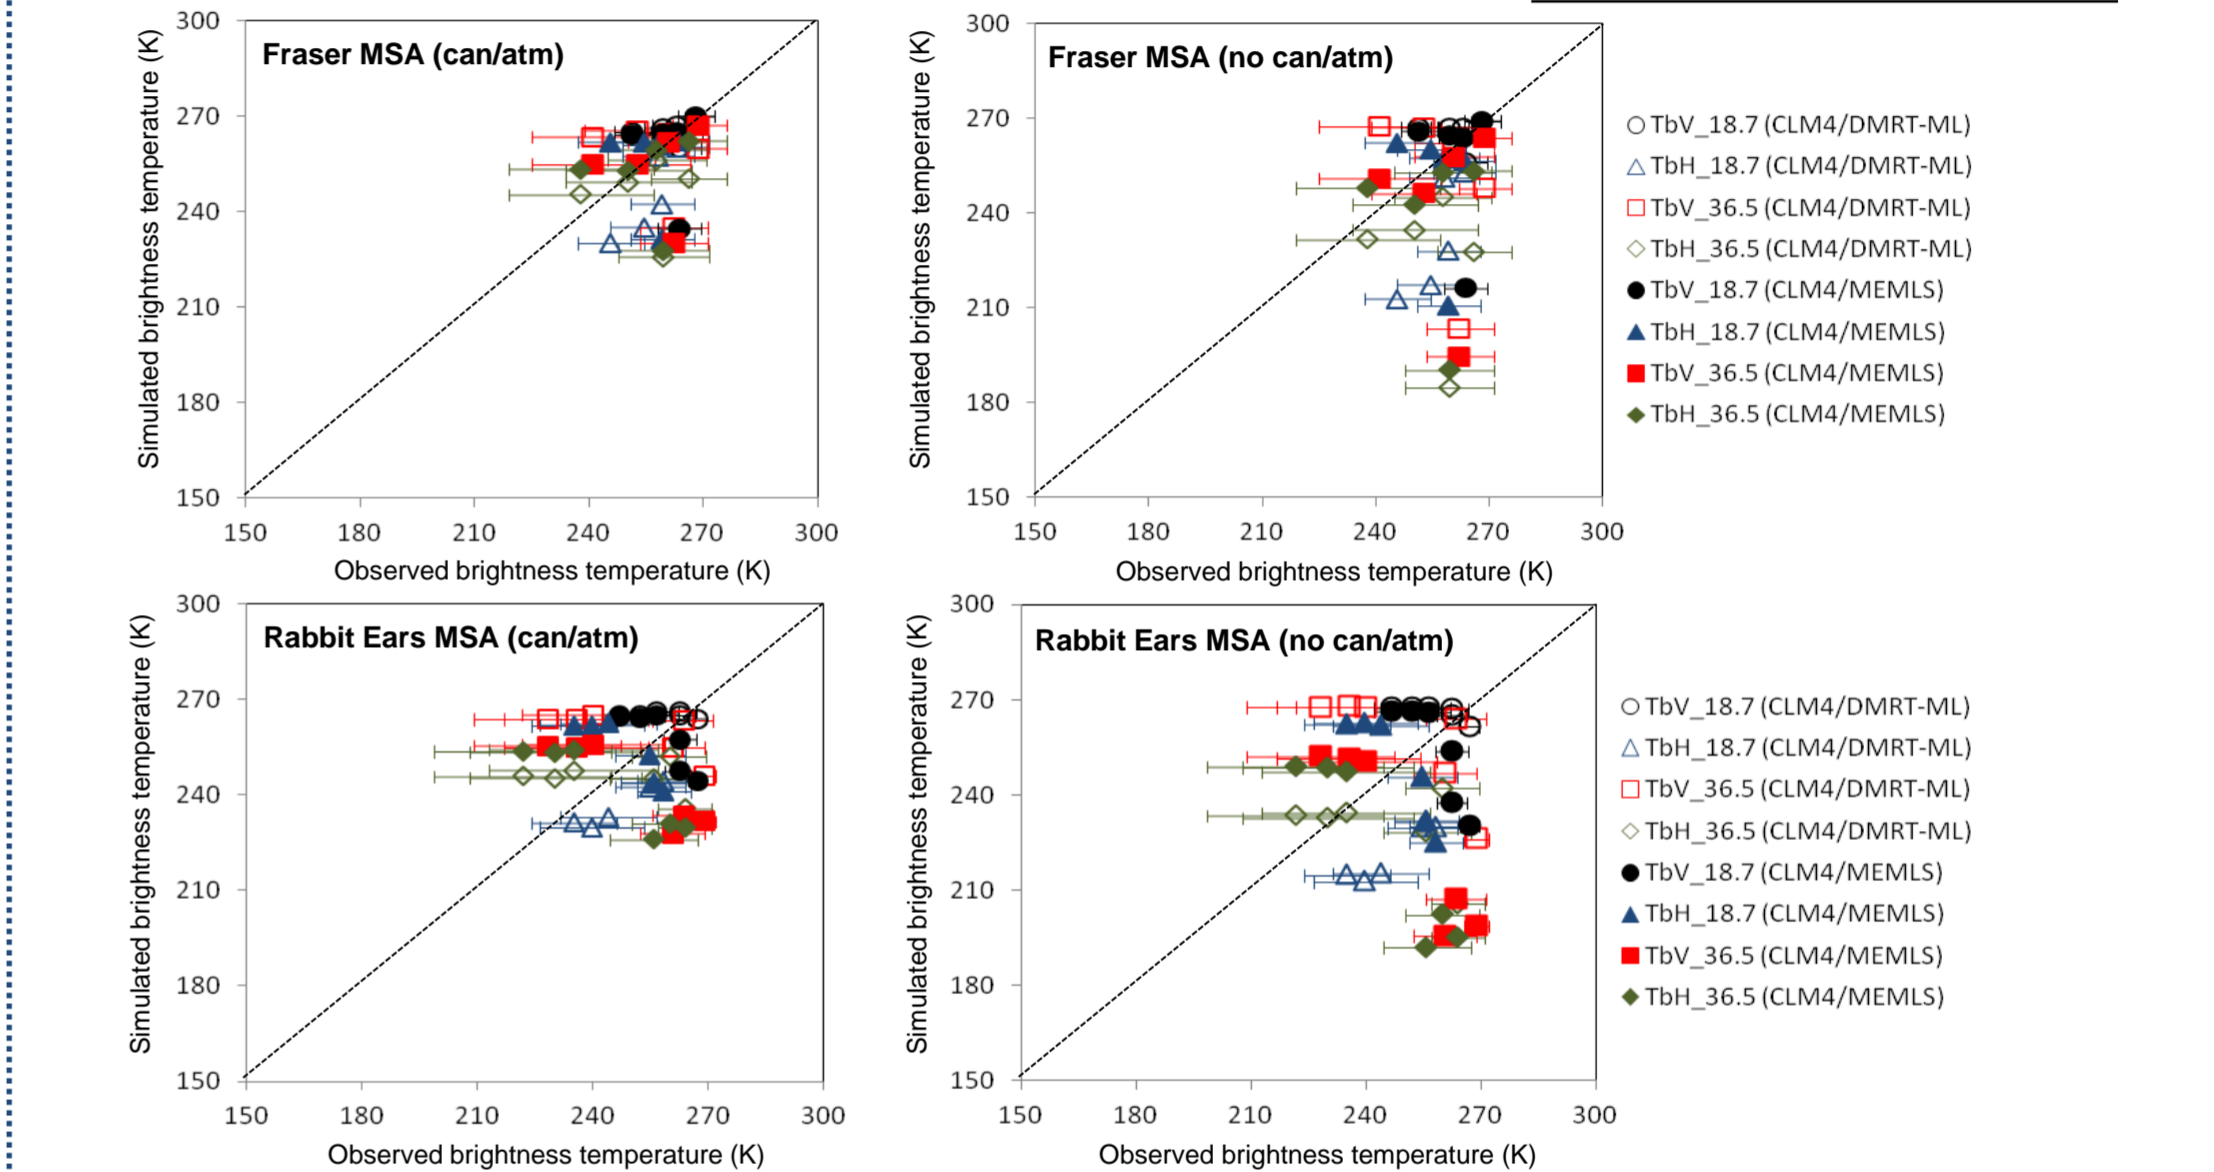 Fraser MSA (can/atm)
Simulated brightness temperature (K)
300
270
240
210
180
150
150 180 210 240 270 300
Observed brightness temperature (K)
Fraser MSA (no can/atm)
Simulated brightness temperature (K)
300
270
240
210
180
150
150 180 210 240 270 300
Observed brightness temperature (K)
TbV_18.7 (CLM4/DMRT-ML)
TbH_18.7 (CLM4/DMRT-ML)
TbV_36.5 (CLM4/DMRT-ML)
TbH_36.5 (CLM4/DMRT-ML)
TbV_18.7 (CLM4/MEMLS)
TbH_18.7 (CLM4/MEMLS)
TbV_36.5 (CLM4/MEMLS)
TbH_36.5 (CLM4/MEMLS)
Rabbit Ears MSA (can/atm)
Simulated brightness temperature (K)
300
270
240
210
180
150
150 180 210 240 270 300
Observed brightness temperature (K)
Rabbit Ears MSA (no can/atm)
Simulated brightness temperature (K)
300
270
240
210
180
150
150 180 210 240 270 300
Observed brightness temperature (K)
TbV_18.7 (CLM4/DMRT-ML)
TbH_18.7 (CLM4/DMRT-ML)
TbV_36.5 (CLM4/DMRT-ML)
TbH_36.5 (CLM4/DMRT-ML)
TbV_18.7 (CLM4/MEMLS)
TbH_18.7 (CLM4/MEMLS)
TbV_36.5 (CLM4/MEMLS)
TbH_36.5 (CLM4/MEMLS)